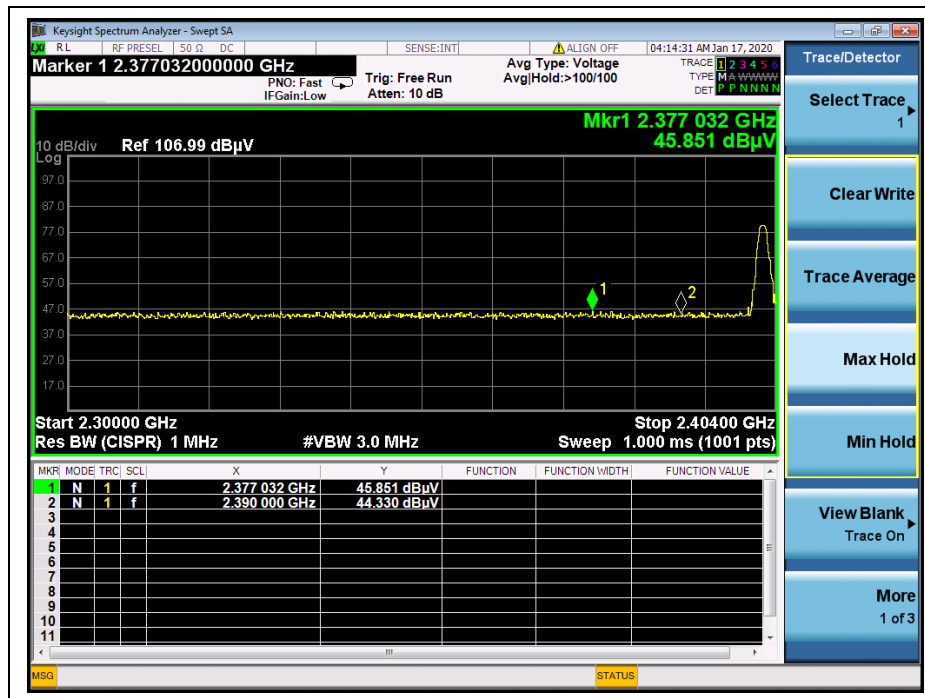 Keysight Spectrum Analyzer - Swept SA
LXI RL RF PRESEL 50 Ω DC SENSE:INT ALIGN OFF 04:14:31 AM Jan 17, 2020
Marker 1 2.377032000000 GHz
PNO: Fast
IFGain:Low
Trig: Free Run
Atten: 10 dB
Avg Type: Voltage
Avg|Hold:>100/100
TRACE 1 2 3 4 5 6
TYPE M A W W W W
DET P P N N N N
Mkr1 2.377 032 GHz
45.851 dBµV
10 dB/div Ref 106.99 dBµV
Log
97.0
87.0
77.0
67.0
57.0
47.0
37.0
27.0
17.0
1
2
Start 2.30000 GHz Stop 2.40400 GHz
Res BW (CISPR) 1 MHz #VBW 3.0 MHz Sweep 1.000 ms (1001 pts)
MKR MODE TRC SCL X Y FUNCTION FUNCTION WIDTH FUNCTION VALUE
1 N 1 f 2.377 032 GHz 45.851 dBµV
2 N 1 f 2.390 000 GHz 44.330 dBµV
3
4
5
6
7
8
9
10
11
MSG STATUS
Trace/Detector
Select Trace
1
Clear Write
Trace Average
Max Hold
Min Hold
View Blank
Trace On
More
1 of 3